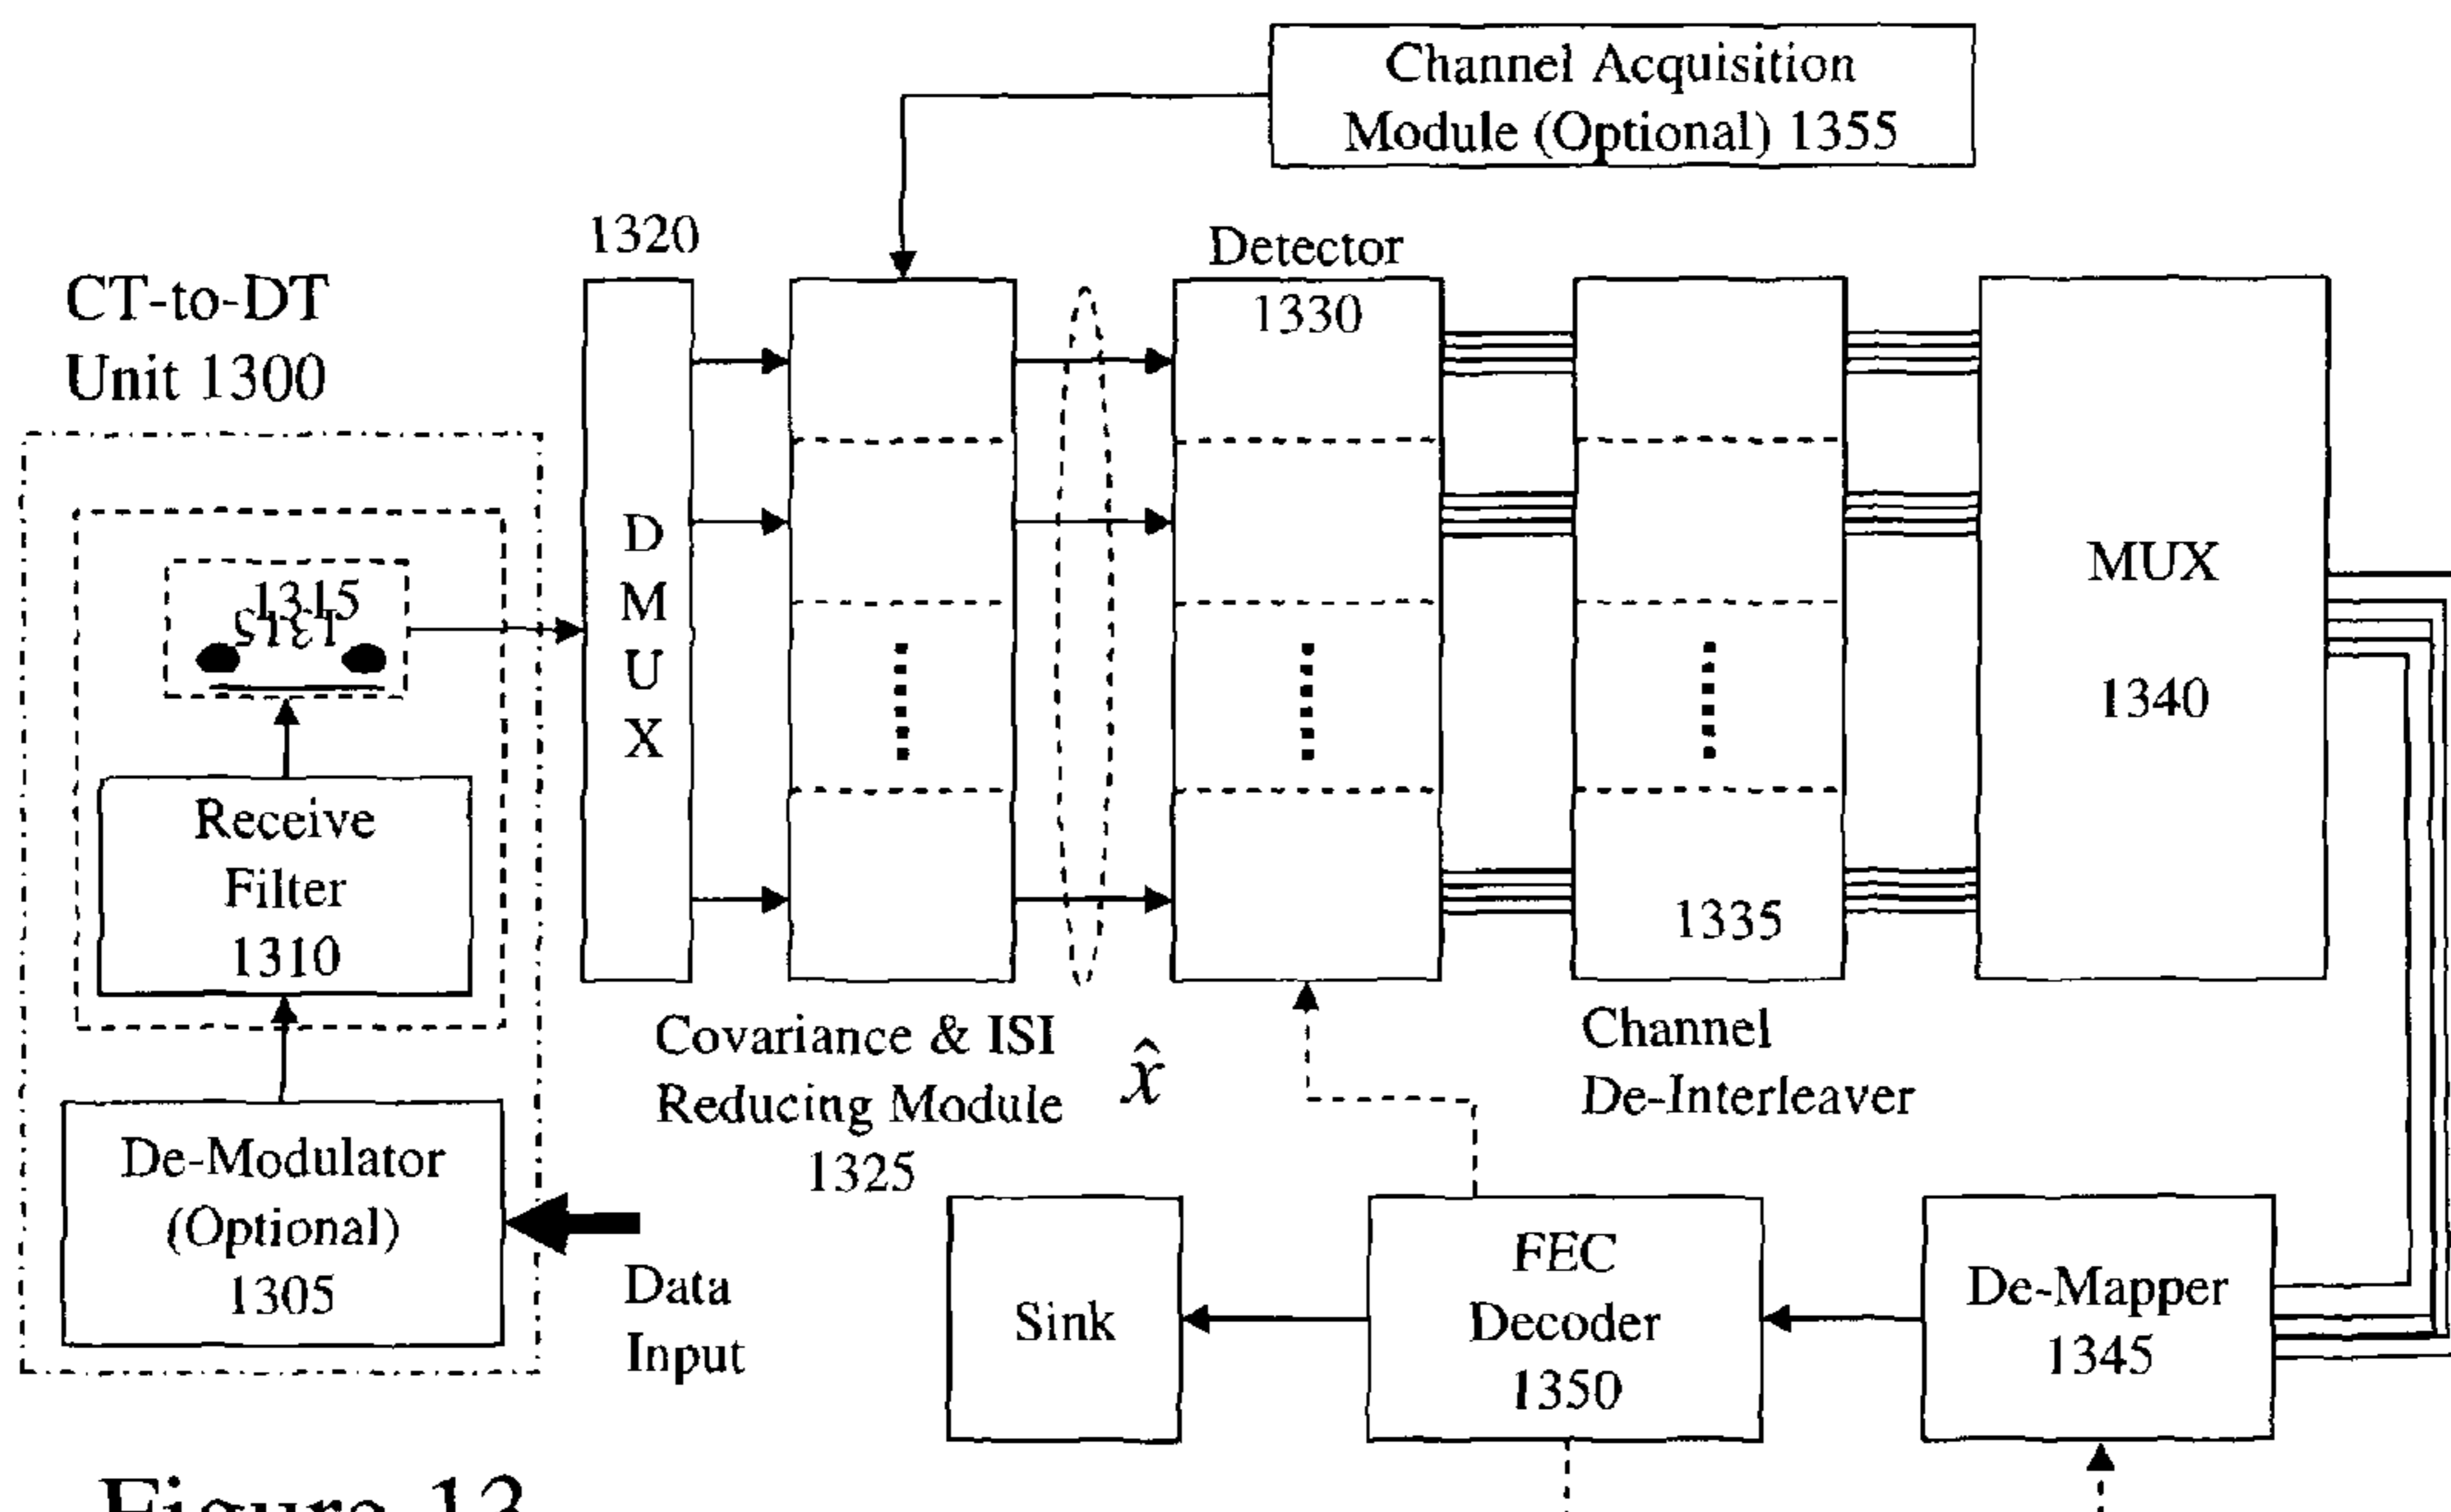 Channel Acquisition
Module (Optional) 1355
1320
Detector
1330
CT-to-DT
Unit 1300
1315
1315
D
M
U
X
MUX
1340
Receive
Filter
1310
1335
Covariance & ISI
Reducing Module
1325
x̂
Channel
De-Interleaver
De-Modulator
(Optional)
1305
Data
Input
Sink
FEC
Decoder
1350
De-Mapper
1345
Figure 13